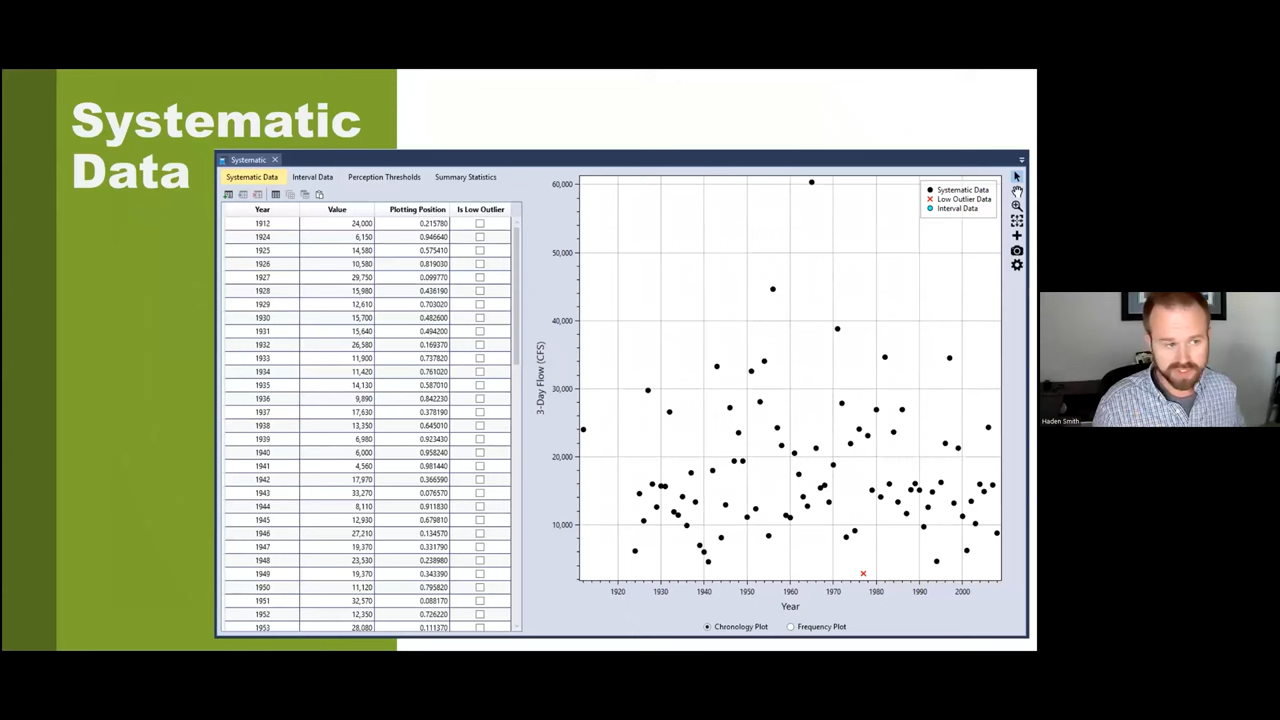 Systematic
Data
Systematic
Systematic Data Interval Data Perception Thresholds Summary Statistics
Year Value Plotting Position Is Low Outlier
1912 24,000 0.215780
1924 6,150 0.946640
1925 14,580 0.575410
1926 10,580 0.819030
1927 29,750 0.099770
1928 15,980 0.436190
1929 12,610 0.703020
1930 15,700 0.482600
1931 15,640 0.494200
1932 26,580 0.169370
1933 11,900 0.737820
1934 11,420 0.761020
1935 14,130 0.587010
1936 9,890 0.842230
1937 17,630 0.378190
1938 13,350 0.645010
1939 6,980 0.923430
1940 6,000 0.958240
1941 4,560 0.981440
1942 17,970 0.366590
1943 33,270 0.076570
1944 8,110 0.911830
1945 12,930 0.679810
1946 27,210 0.134570
1947 19,370 0.331790
1948 23,530 0.238980
1949 19,370 0.343390
1950 11,120 0.795820
1951 32,570 0.088170
1952 12,350 0.726220
1953 28,080 0.111370
3-Day Flow (CFS)
60,000
50,000
40,000
30,000
20,000
10,000
Systematic Data
Low Outlier Data
Interval Data
1920 1930 1940 1950 1960 1970 1980 1990 2000
Year
Chronology Plot Frequency Plot
Haden Smith